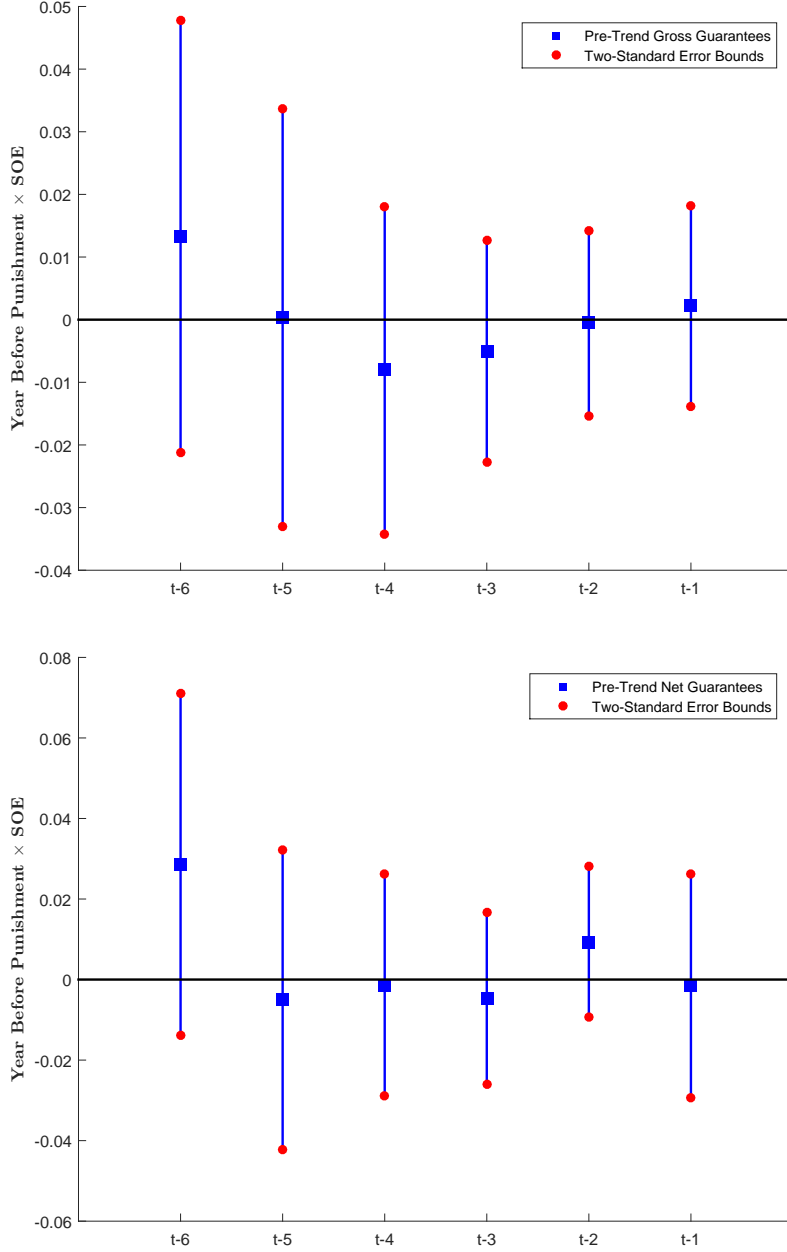 0.05
0.04
0.03
0.02
0.01
0
-0.01
-0.02
-0.03
-0.04
Year Before Punishment × SOE
Pre-Trend Gross Guarantees
Two-Standard Error Bounds
t-6 t-5 t-4 t-3 t-2 t-1
0.08
0.06
0.04
0.02
0
-0.02
-0.04
-0.06
Year Before Punishment × SOE
Pre-Trend Net Guarantees
Two-Standard Error Bounds
t-6 t-5 t-4 t-3 t-2 t-1